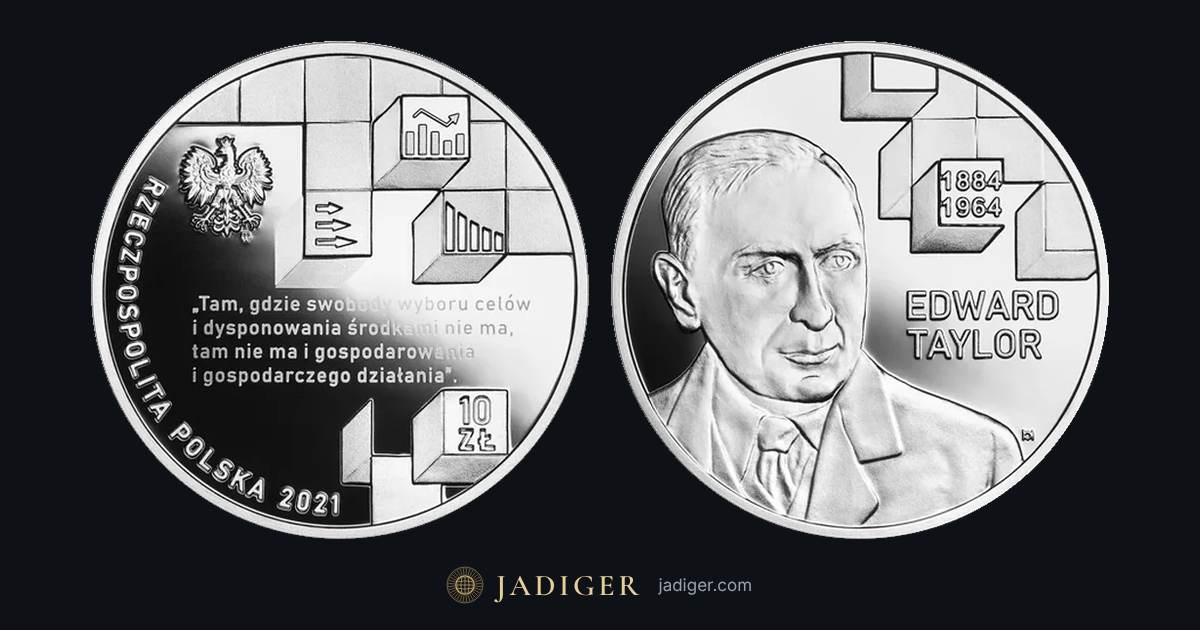 RZECZPOSPOLITA POLSKA 2021
„Tam, gdzie swobody wyboru celów
i dysponowania środkami nie ma,
tam nie ma i gospodarowania
i gospodarczego działania”.
10
ZŁ
1884
1964
EDWARD
TAYLOR
JADIGER
jadiger.com